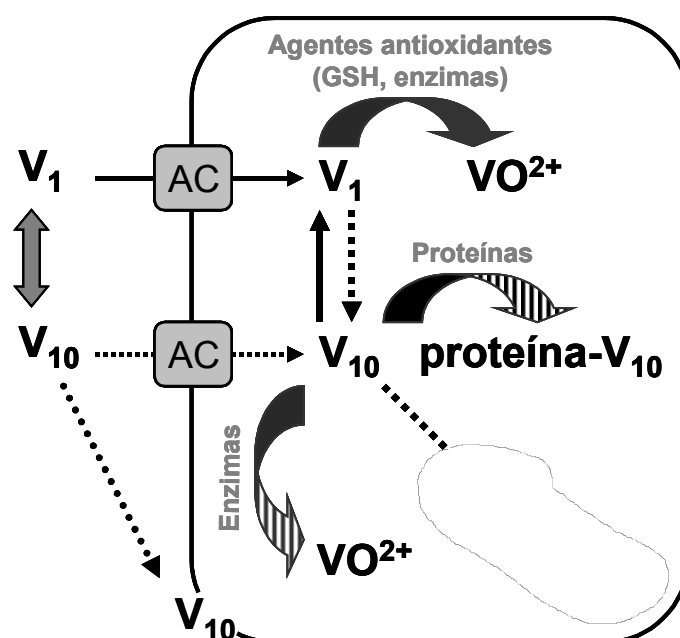 Agentes antioxidantes
(GSH, enzimas)
V₁
AC
V₁
VO²⁺
Proteínas
V₁₀
AC
V₁₀
proteína-V₁₀
Enzimas
VO²⁺
V₁₀